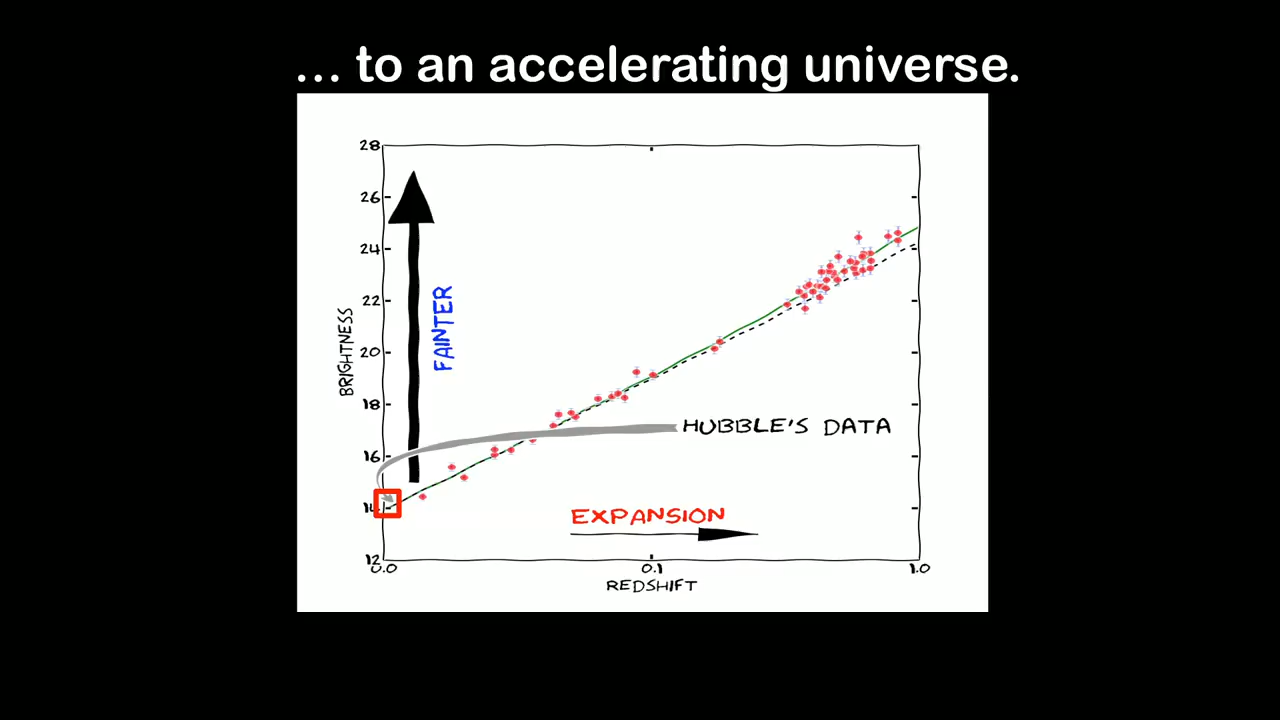 ... to an accelerating universe.
28
26
24
22
20
18
16
14
12
BRIGHTNESS
FAINTER
HUBBLE'S DATA
EXPANSION
0.0
0.1
1.0
REDSHIFT